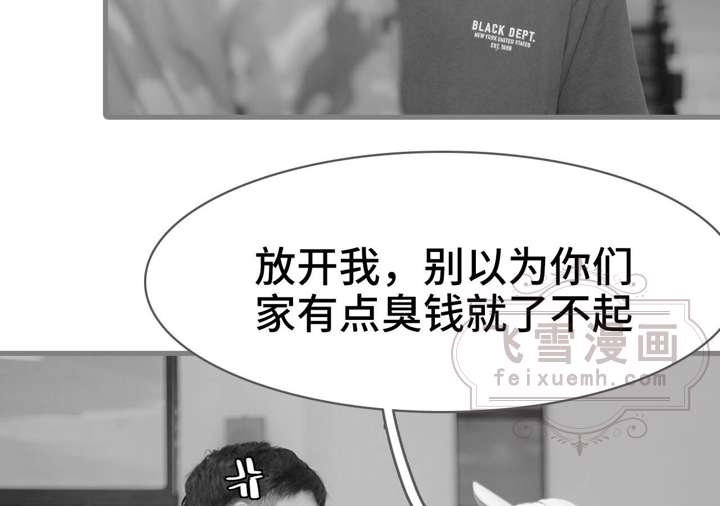 BLACK DEPT.
NEW YORK UNITED STATES
EST. 1989
放开我，别以为你们
家有点臭钱就了不起
飞雪漫画
feixuemh.com